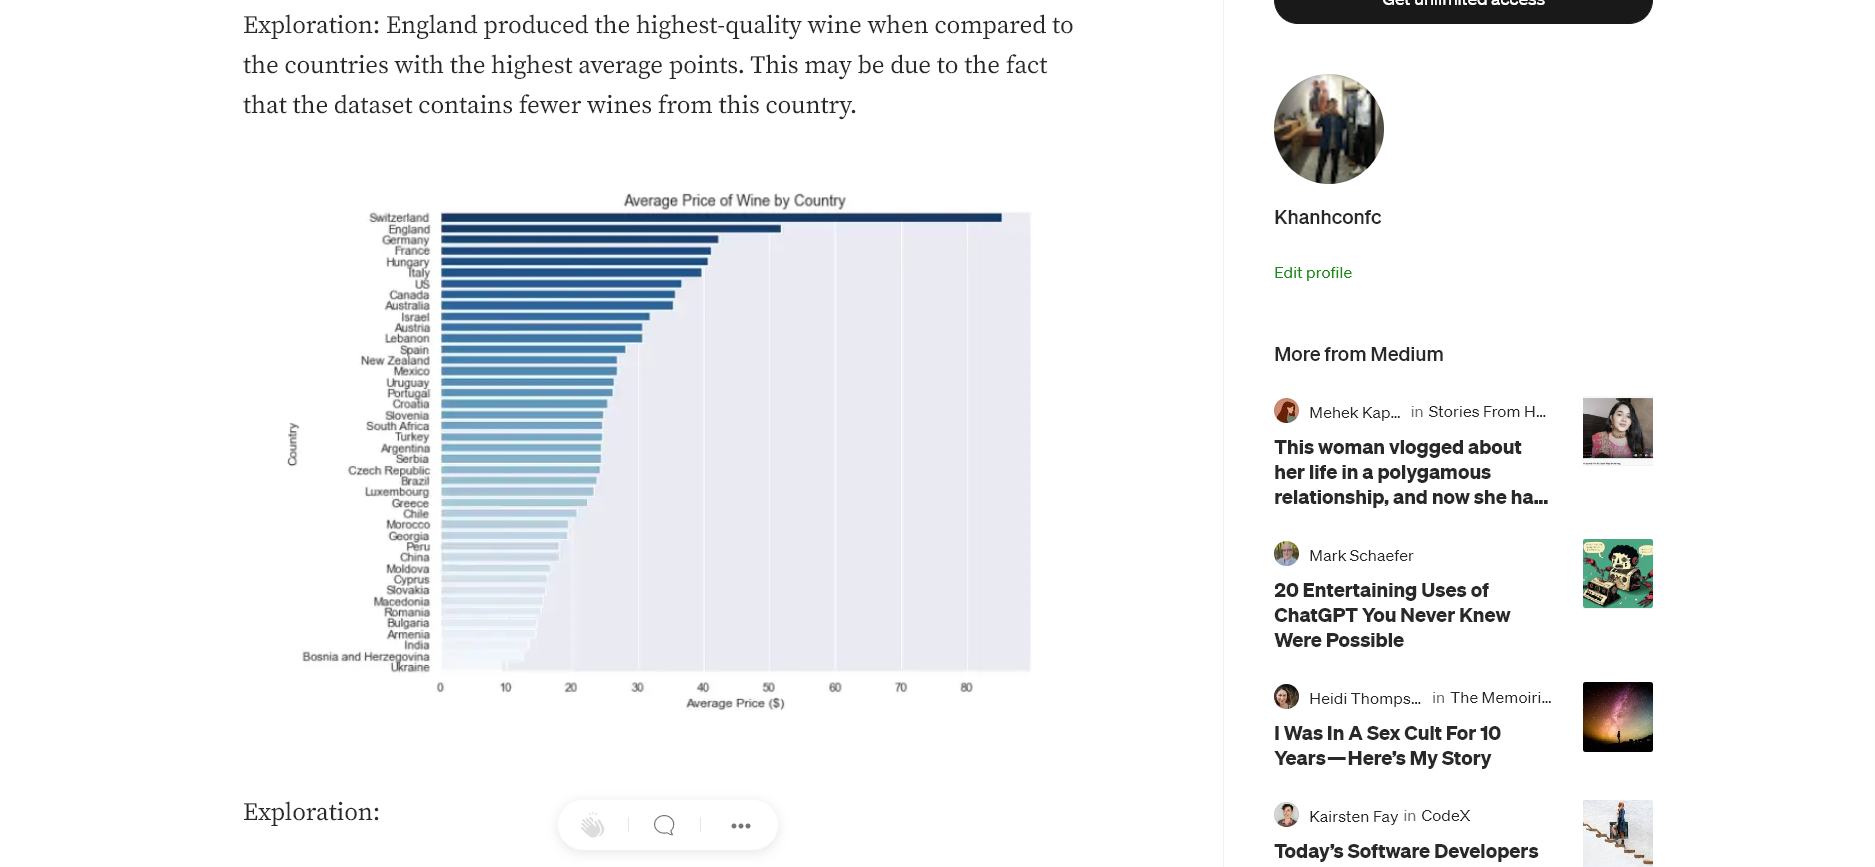 Exploration: England produced the highest-quality wine when compared to
the countries with the highest average points. This may be due to the fact
that the dataset contains fewer wines from this country.
Average Price of Wine by Country
Switzerland
England
Germany
France
Hungary
Italy
US
Canada
Australia
Israel
Austria
Lebanon
Spain
New Zealand
Mexico
Uruguay
Portugal
Croatia
Slovenia
South Africa
Turkey
Argentina
Serbia
Czech Republic
Brazil
Luxembourg
Greece
Chile
Morocco
Georgia
Peru
China
Moldova
Cyprus
Slovakia
Macedonia
Romania
Bulgaria
Armenia
India
Bosnia and Herzegovina
Ukraine
Country
0 10 20 30 40 50 60 70 80
Average Price ($)
Exploration:
Get unlimited access
Khanhconfc
Edit profile
More from Medium
Mehek Kap... in Stories From H...
This woman vlogged about
her life in a polygamous
relationship, and now she ha...
Mark Schaefer
20 Entertaining Uses of
ChatGPT You Never Knew
Were Possible
Heidi Thomps... in The Memoiri...
I Was In A Sex Cult For 10
Years—Here's My Story
Kairsten Fay in CodeX
Today's Software Developers